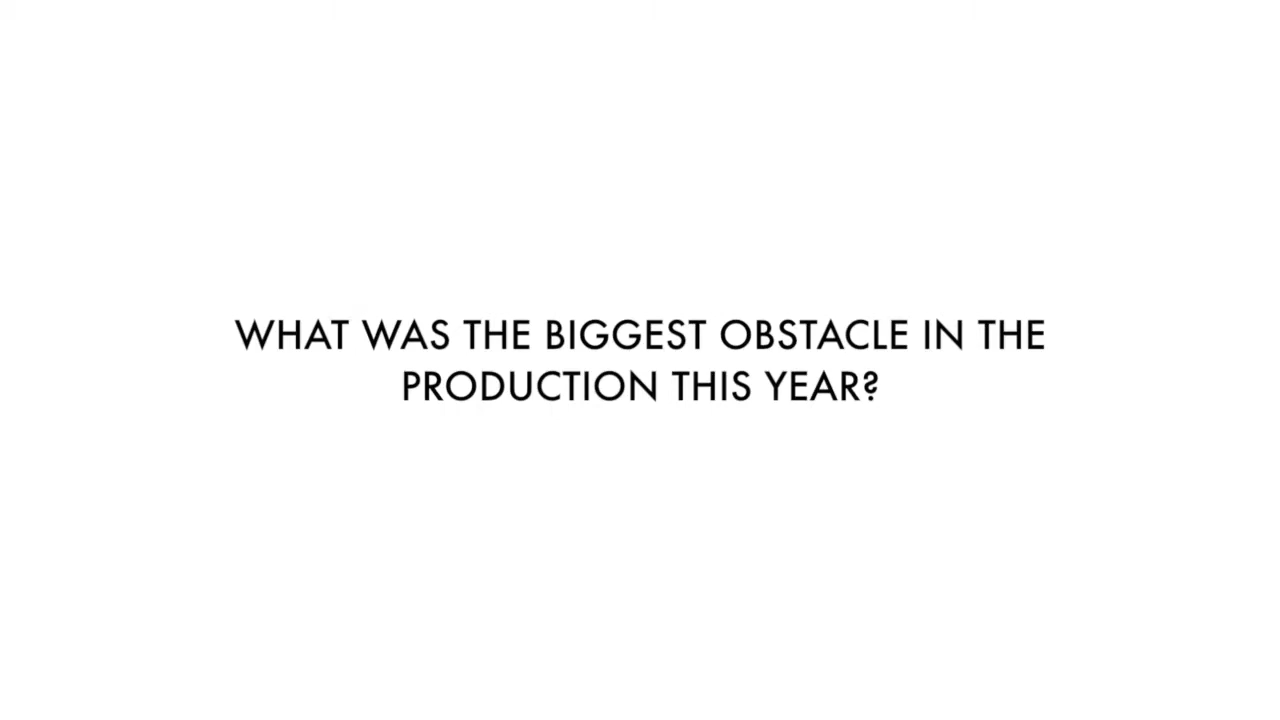 WHAT WAS THE BIGGEST OBSTACLE IN THE
PRODUCTION THIS YEAR?